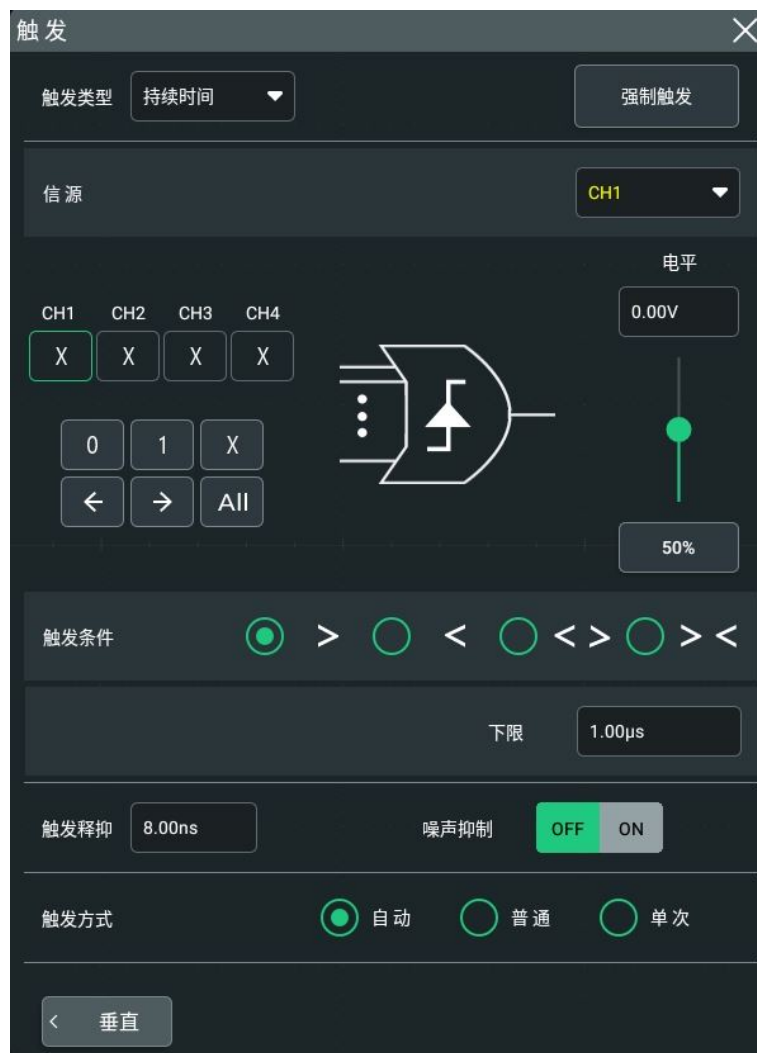 触发
触发类型 持续时间 强制触发
信源 CH1
电平
0.00V
CH1 CH2 CH3 CH4
X X X X
0 1 X
← → All
50%
触发条件 > < <> ><
下限 1.00μs
触发释抑 8.00ns 噪声抑制 OFF ON
触发方式 自动 普通 单次
< 垂直